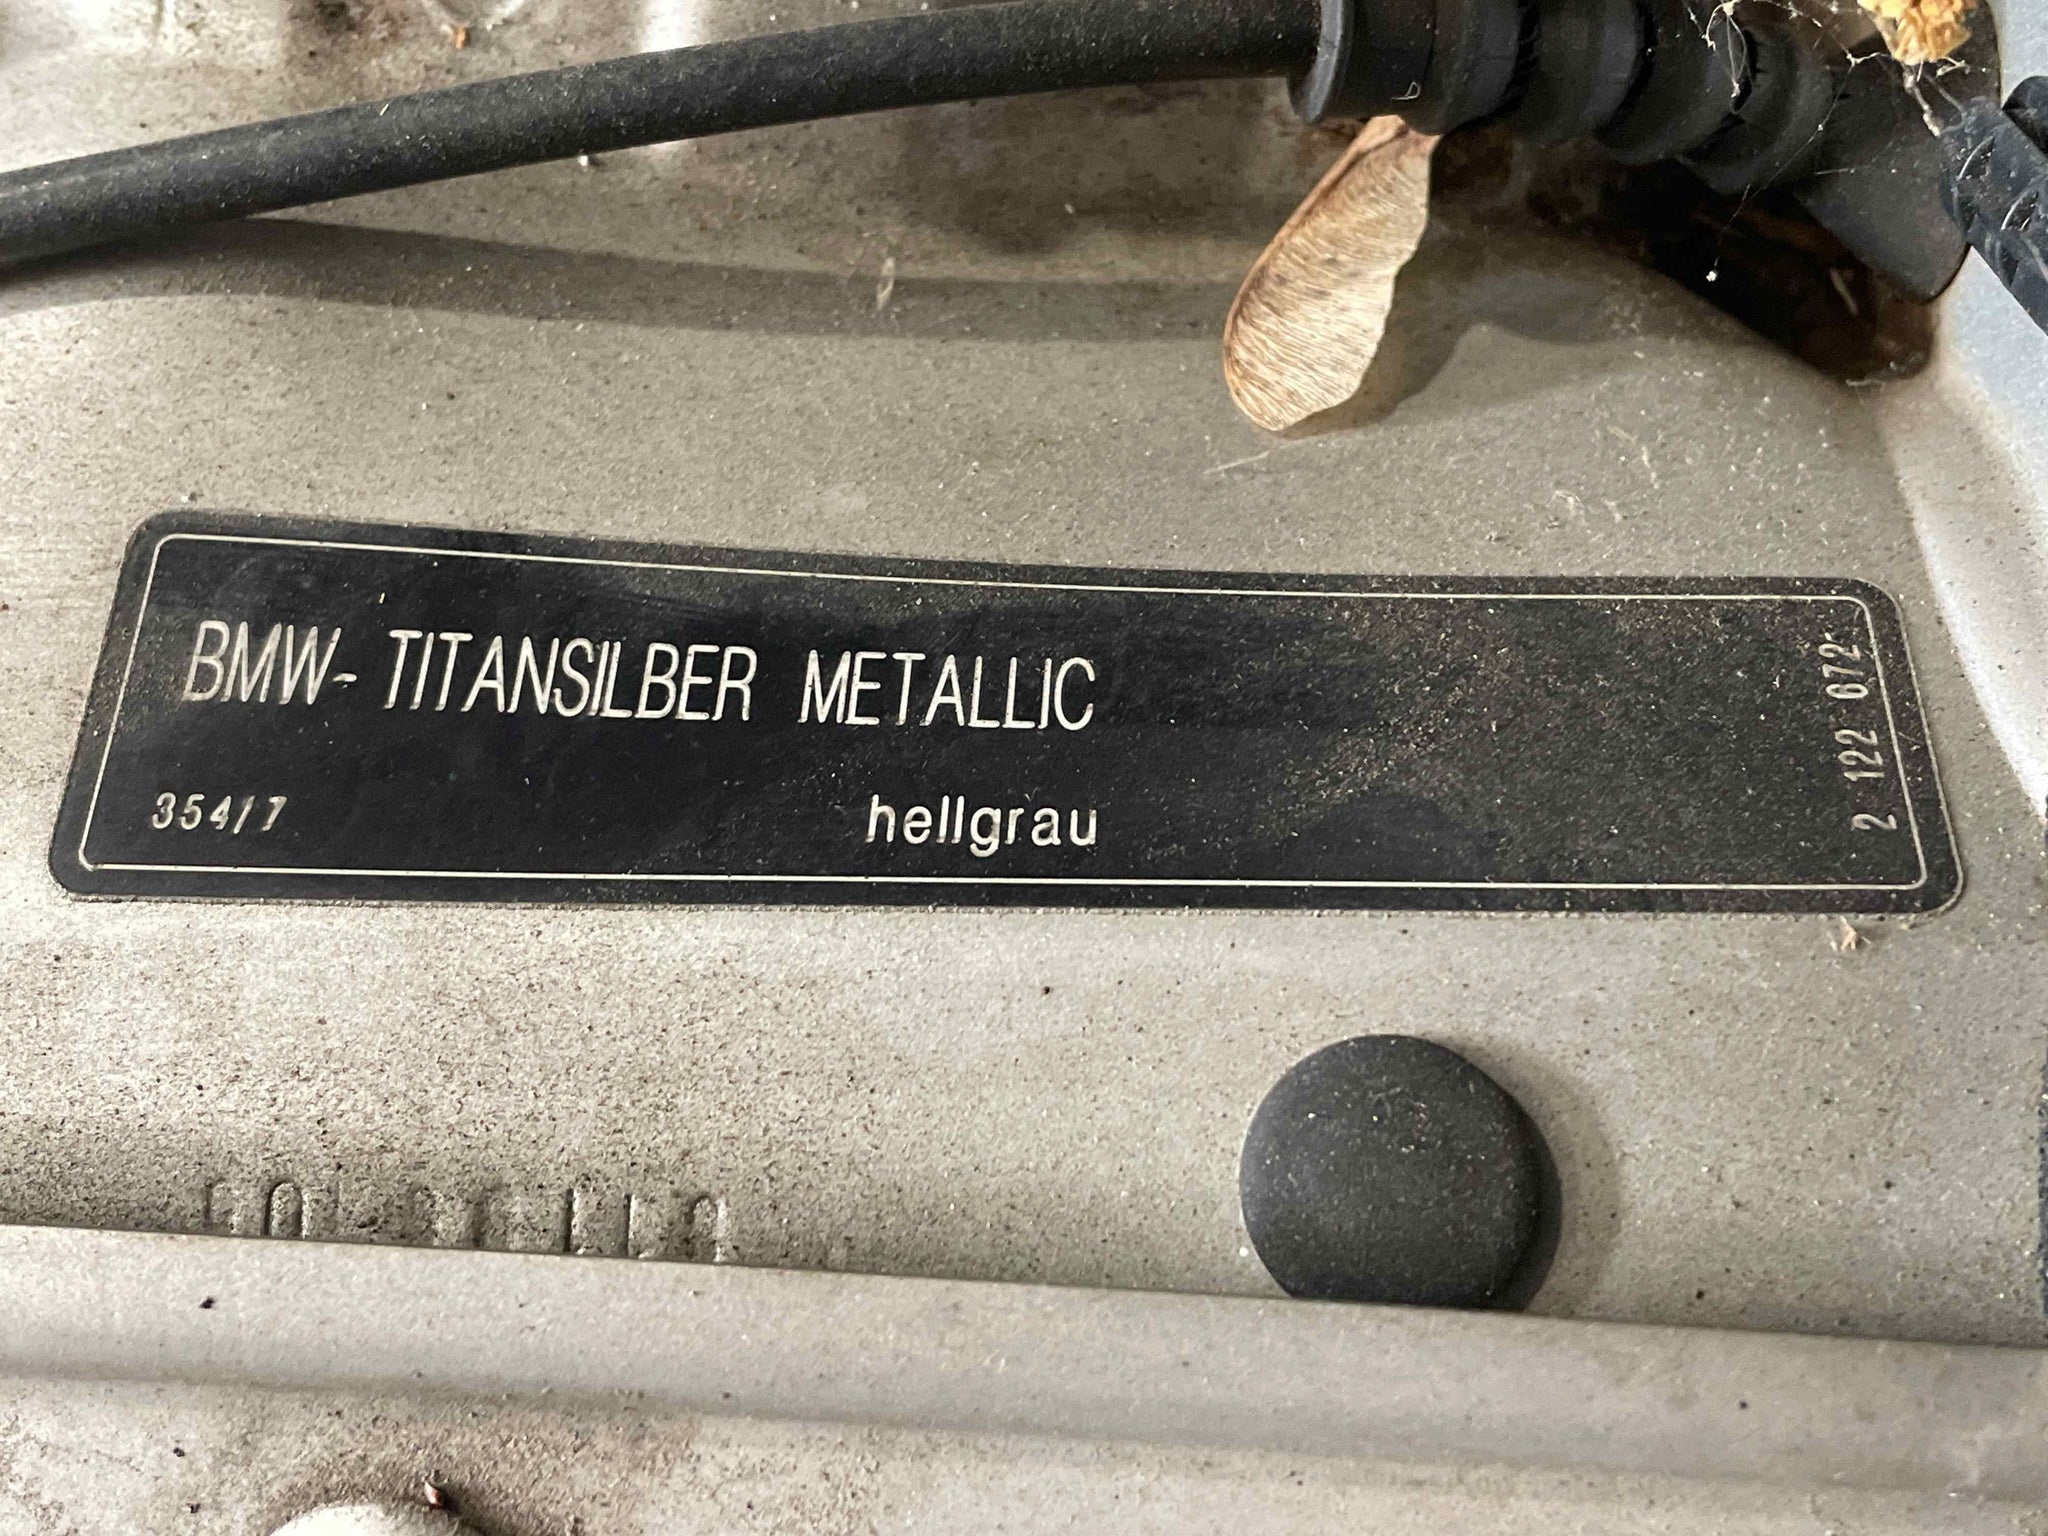 BMW- TITANSILBER METALLIC
354/7 hellgrau
2 122 672-